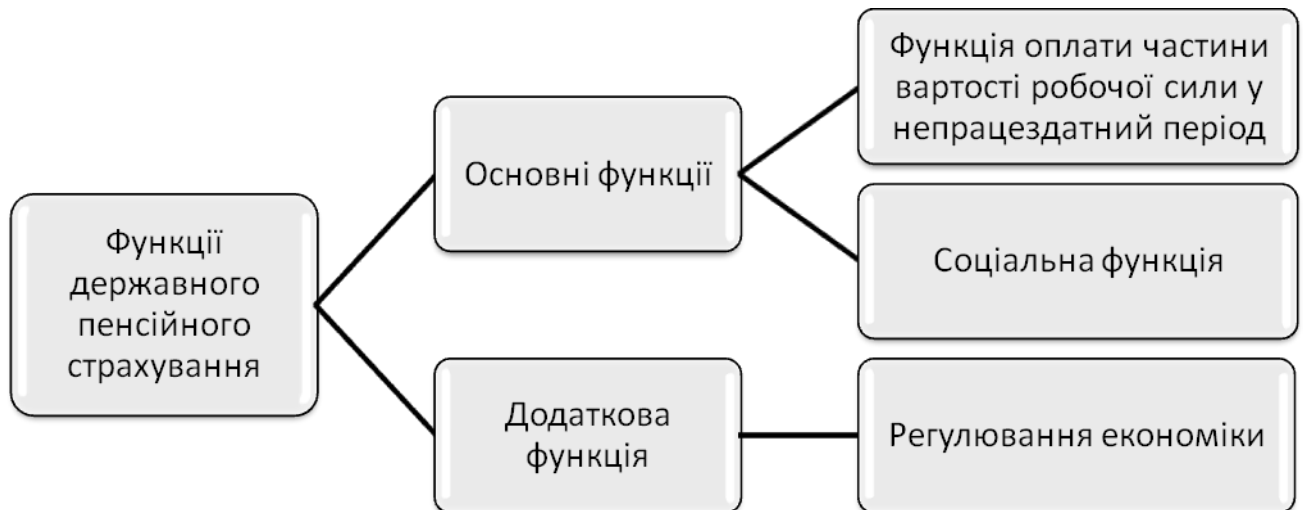 Функції
державного
пенсійного
страхування
Основні функції
Функція оплати частини
вартості робочої сили у
непрацездатний період
Соціальна функція
Додаткова
функція
Регулювання економіки